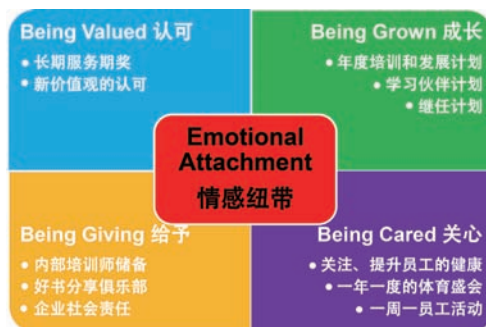 Being Valued 认可
• 长期服务期奖
• 新价值观的认可
Being Grown 成长
• 年度培训和发展计划
• 学习伙伴计划
• 继任计划
Emotional
Attachment
情感纽带
Being Giving 给予
• 内部培训师储备
• 好书分享俱乐部
• 企业社会责任
Being Cared 关心
• 关注、提升员工的健康
• 一年一度的体育盛会
• 一周一员工活动